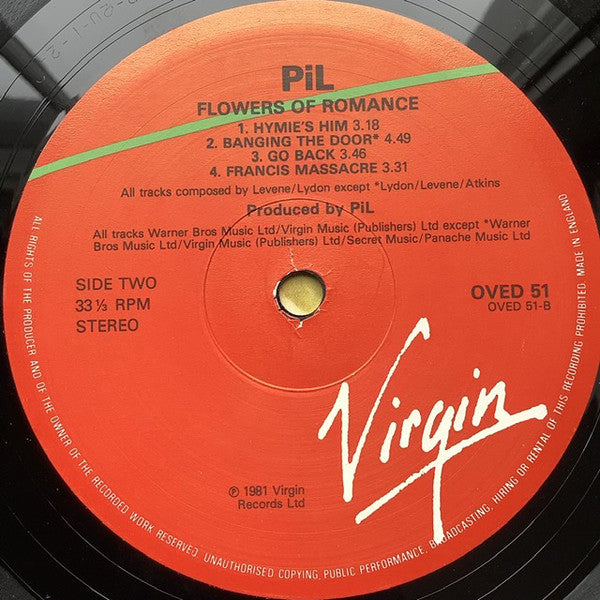 PiL
FLOWERS OF ROMANCE
1. HYMIE'S HIM 3.18
2. BANGING THE DOOR* 4.49
3. GO BACK 3.46
4. FRANCIS MASSACRE 3.31
All tracks composed by Levene/Lydon except *Lydon/Levene/Atkins
Produced by PiL
All tracks Warner Bros Music Ltd/Virgin Music (Publishers) Ltd except *Warner
Bros Music Ltd/Virgin Music (Publishers) Ltd/Secret Music/Panache Music Ltd
SIDE TWO
33⅓ RPM
STEREO
OVED 51
OVED 51-B
Virgin
℗ 1981 Virgin
Records Ltd
ALL RIGHTS OF THE PRODUCER AND OF THE OWNER OF THE RECORDED WORK RESERVED. UNAUTHORISED COPYING, PUBLIC PERFORMANCE, BROADCASTING, HIRING OR RENTAL OF THIS RECORDING PROHIBITED. MADE IN ENGLAND